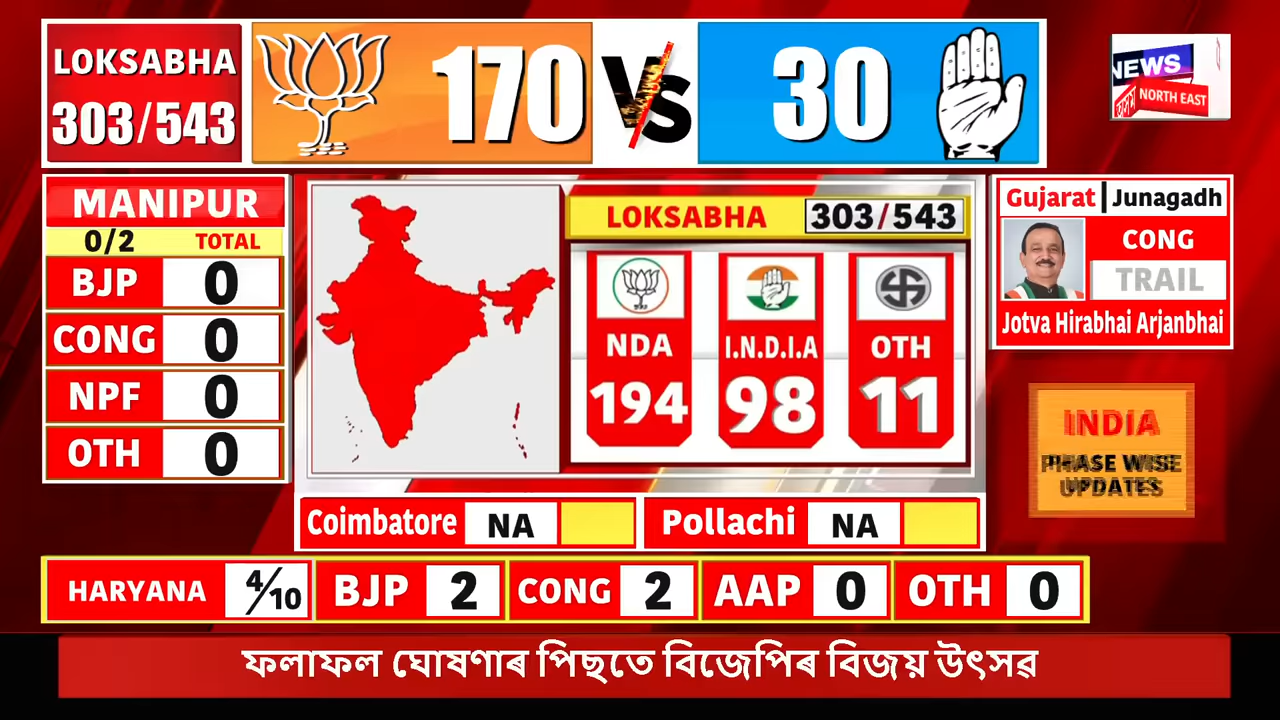 LOKSABHA
303/543
170
Vs
30
NEWS
NORTH EAST
MANIPUR
0/2 TOTAL
BJP 0
CONG 0
NPF 0
OTH 0
LOKSABHA 303/543
NDA
194
I.N.D.I.A
98
OTH
11
Gujarat | Junagadh
CONG
TRAIL
Jotva Hirabhai Arjanbhai
INDIA
PHASE WISE
UPDATES
Coimbatore NA
Pollachi NA
HARYANA 4/10 BJP 2 CONG 2 AAP 0 OTH 0
ফলাফল ঘোষণাৰ পিছতে বিজেপিৰ বিজয় উৎসৱ